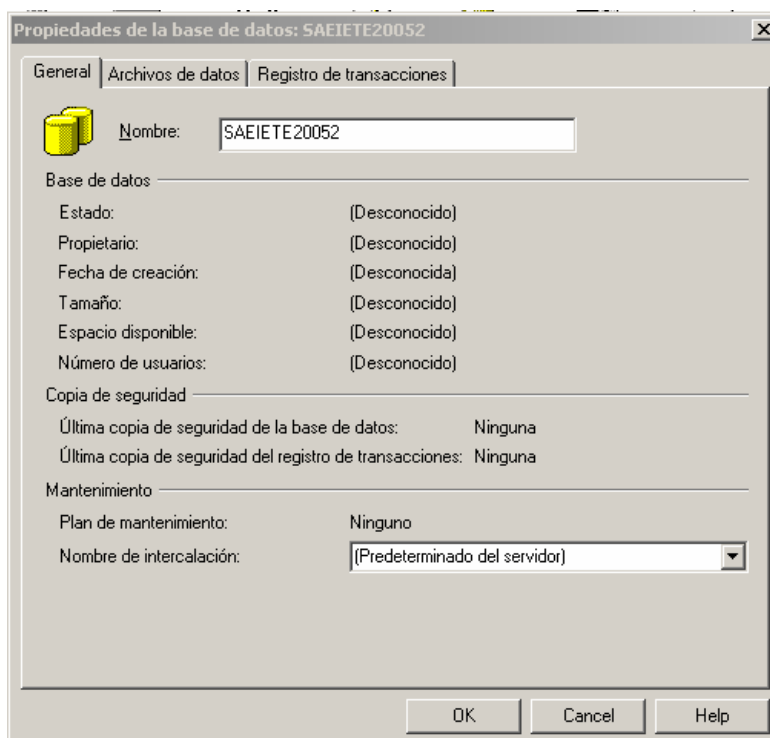 Propiedades de la base de datos: SAEIETE20052
General Archivos de datos Registro de transacciones
Nombre: SAEIETE20052
Base de datos
Estado: (Desconocido)
Propietario: (Desconocido)
Fecha de creación: (Desconocida)
Tamaño: (Desconocido)
Espacio disponible: (Desconocido)
Número de usuarios: (Desconocido)
Copia de seguridad
Última copia de seguridad de la base de datos: Ninguna
Última copia de seguridad del registro de transacciones: Ninguna
Mantenimiento
Plan de mantenimiento: Ninguno
Nombre de intercalación: (Predeterminado del servidor)
OK Cancel Help